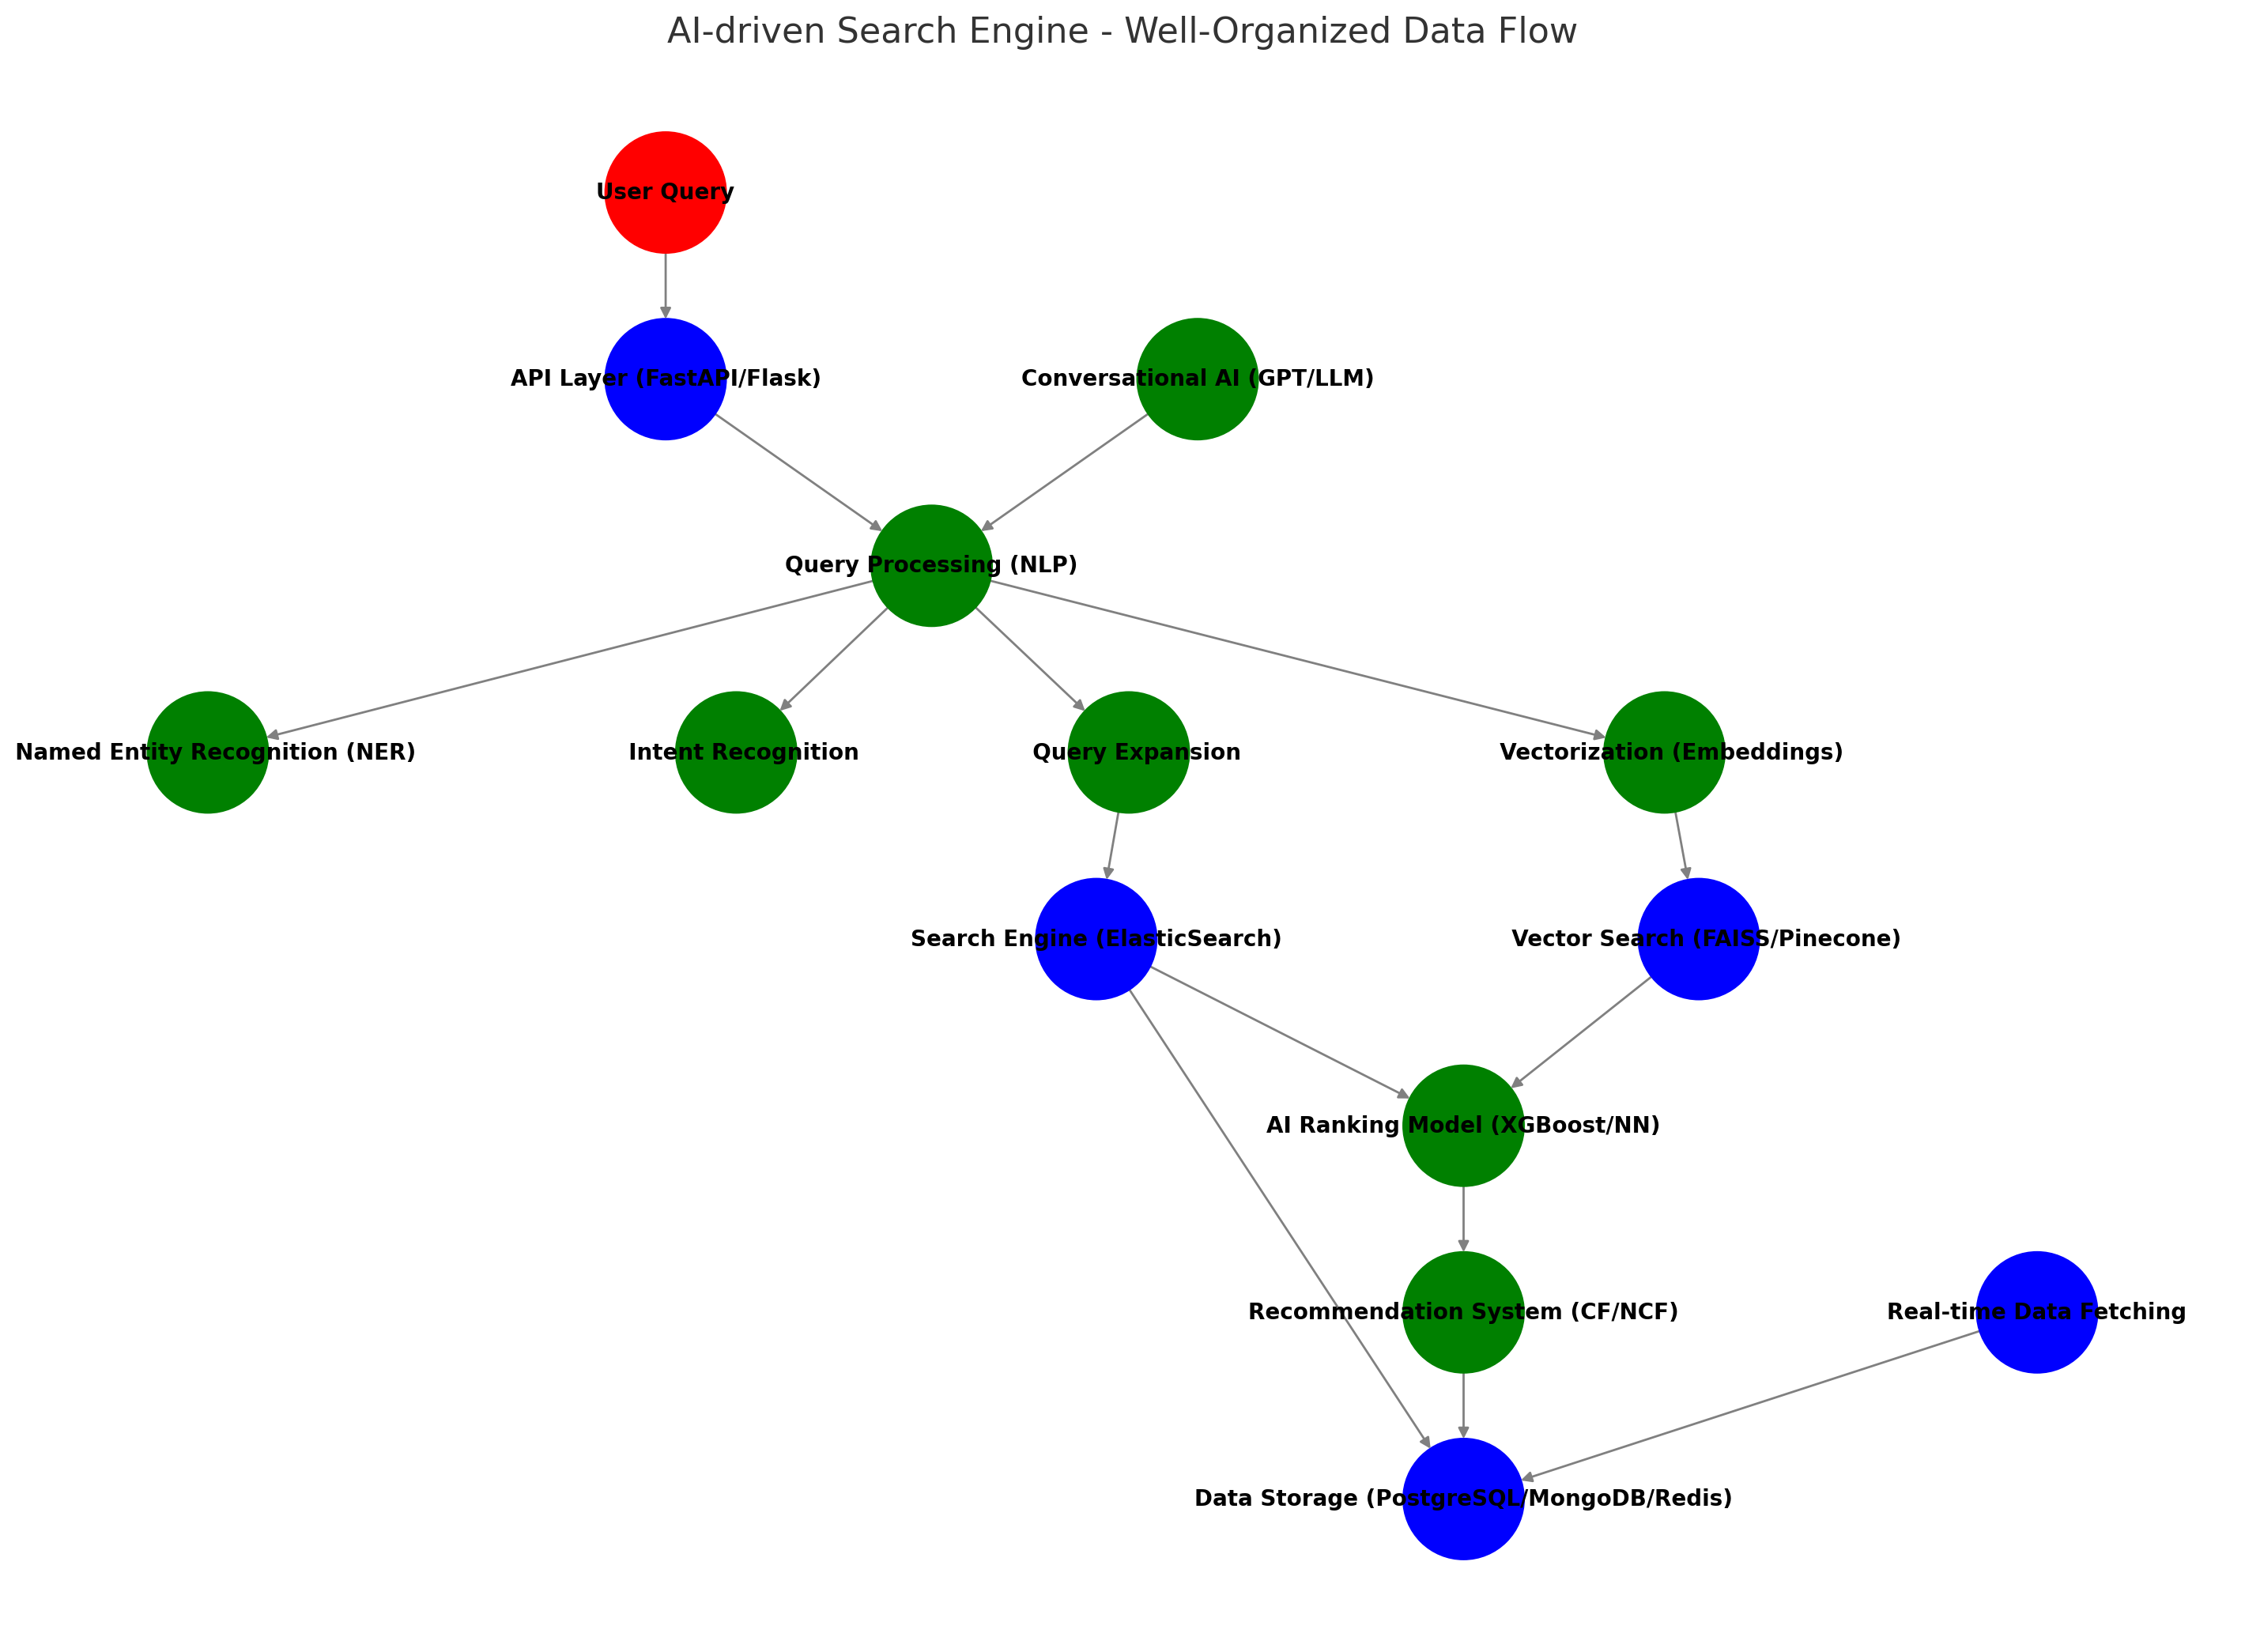 AI-driven Search Engine - Well-Organized Data Flow
User Query
API Layer (FastAPI/Flask)
Conversational AI (GPT/LLM)
Query Processing (NLP)
Named Entity Recognition (NER)
Intent Recognition
Query Expansion
Vectorization (Embeddings)
Search Engine (ElasticSearch)
Vector Search (FAISS/Pinecone)
AI Ranking Model (XGBoost/NN)
Recommendation System (CF/NCF)
Real-time Data Fetching
Data Storage (PostgreSQL/MongoDB/Redis)